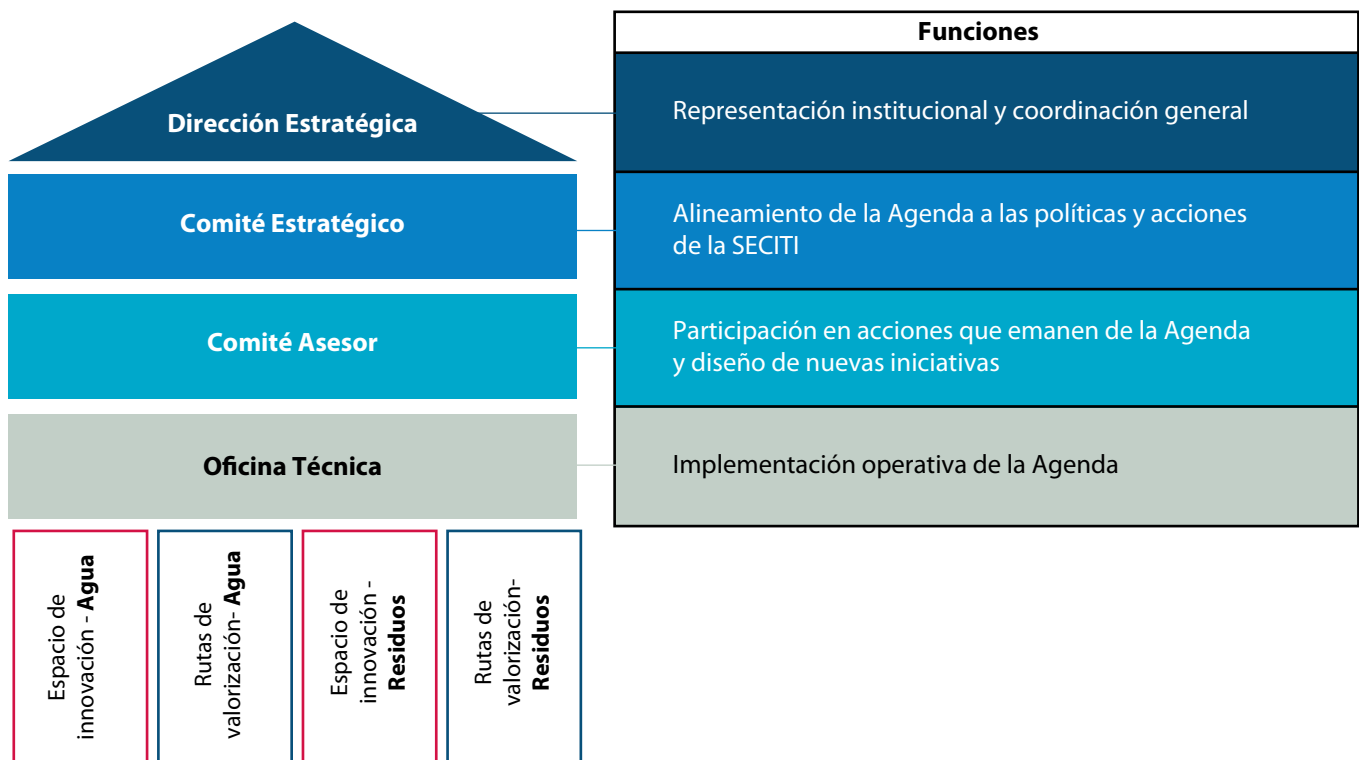 Funciones
Dirección Estratégica
Representación institucional y coordinación general
Comité Estratégico
Alineamiento de la Agenda a las políticas y acciones
de la SECITI
Comité Asesor
Participación en acciones que emanen de la Agenda
y diseño de nuevas iniciativas
Oficina Técnica
Implementación operativa de la Agenda
Espacio de
innovación - Agua
Rutas de
valorización- Agua
Espacio de
innovación -
Residuos
Rutas de
valorización-
Residuos